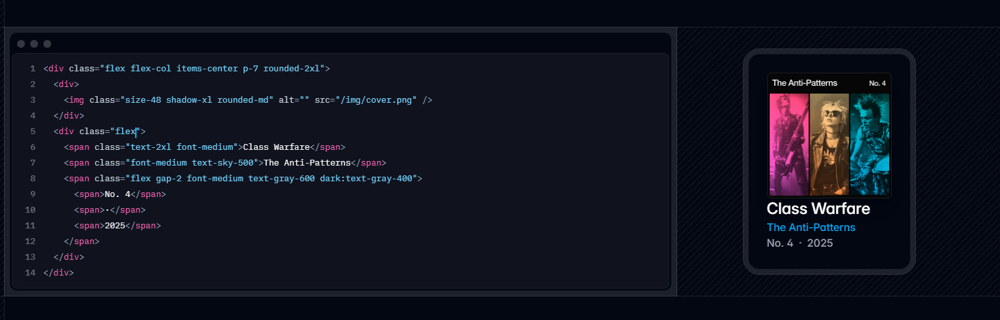 1 <div class="flex flex-col items-center p-7 rounded-2xl">
2   <div>
3     <img class="size-48 shadow-xl rounded-md" alt="" src="/img/cover.png" />
4   </div>
5   <div class="flex">
6     <span class="text-2xl font-medium">Class Warfare</span>
7     <span class="font-medium text-sky-500">The Anti-Patterns</span>
8     <span class="flex gap-2 font-medium text-gray-600 dark:text-gray-400">
9       <span>No. 4</span>
10       <span>·</span>
11       <span>2025</span>
12     </span>
13   </div>
14 </div>
The Anti-Patterns No. 4
Class Warfare
The Anti-Patterns
No. 4 · 2025